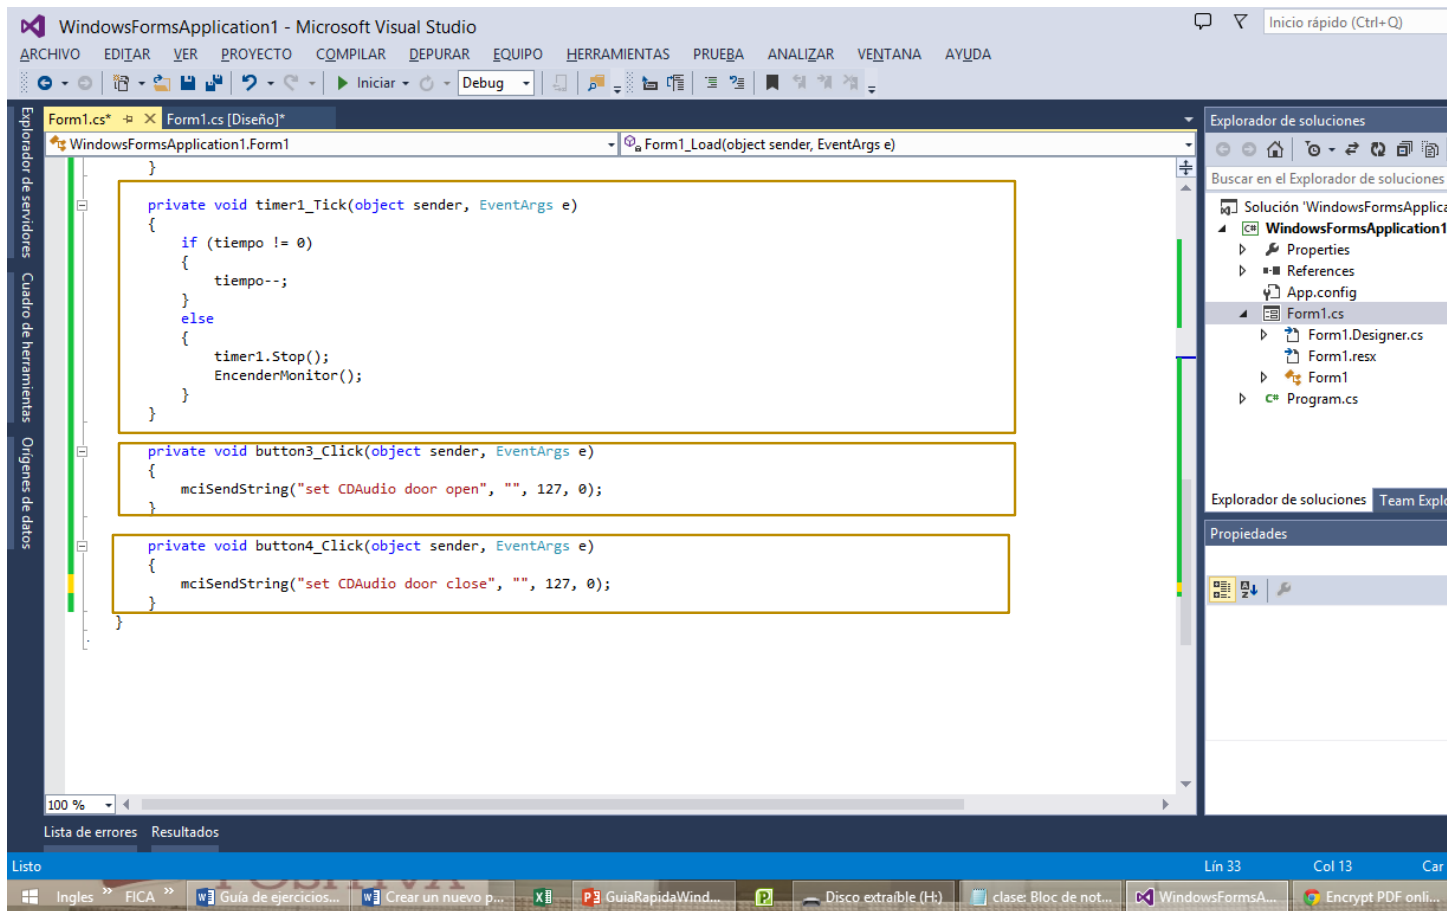 WindowsFormsApplication1 - Microsoft Visual Studio
Inicio rápido (Ctrl+Q)
ARCHIVO EDITAR VER PROYECTO COMPILAR DEPURAR EQUIPO HERRAMIENTAS PRUEBA ANALIZAR VENTANA AYUDA
Iniciar Debug
Explorador de servidores
Cuadro de herramientas
Orígenes de datos
Form1.cs* Form1.cs [Diseño]*
WindowsFormsApplication1.Form1 Form1_Load(object sender, EventArgs e)
}
private void timer1_Tick(object sender, EventArgs e)
{
if (tiempo != 0)
{
tiempo--;
}
else
{
timer1.Stop();
EncenderMonitor();
}
}
private void button3_Click(object sender, EventArgs e)
{
mciSendString("set CDAudio door open", "", 127, 0);
}
private void button4_Click(object sender, EventArgs e)
{
mciSendString("set CDAudio door close", "", 127, 0);
}
}
100 %
Lista de errores Resultados
Explorador de soluciones
Buscar en el Explorador de soluciones
Solución 'WindowsFormsApplica
C# WindowsFormsApplication1
Properties
References
App.config
Form1.cs
Form1.Designer.cs
Form1.resx
Form1
C# Program.cs
Explorador de soluciones Team Explo
Propiedades
Listo Lín 33 Col 13 Car
Ingles FICA Guía de ejercicios... Crear un nuevo p... GuiaRapidaWind... Disco extraíble (H:) clase: Bloc de not... WindowsFormsA... Encrypt PDF onli...